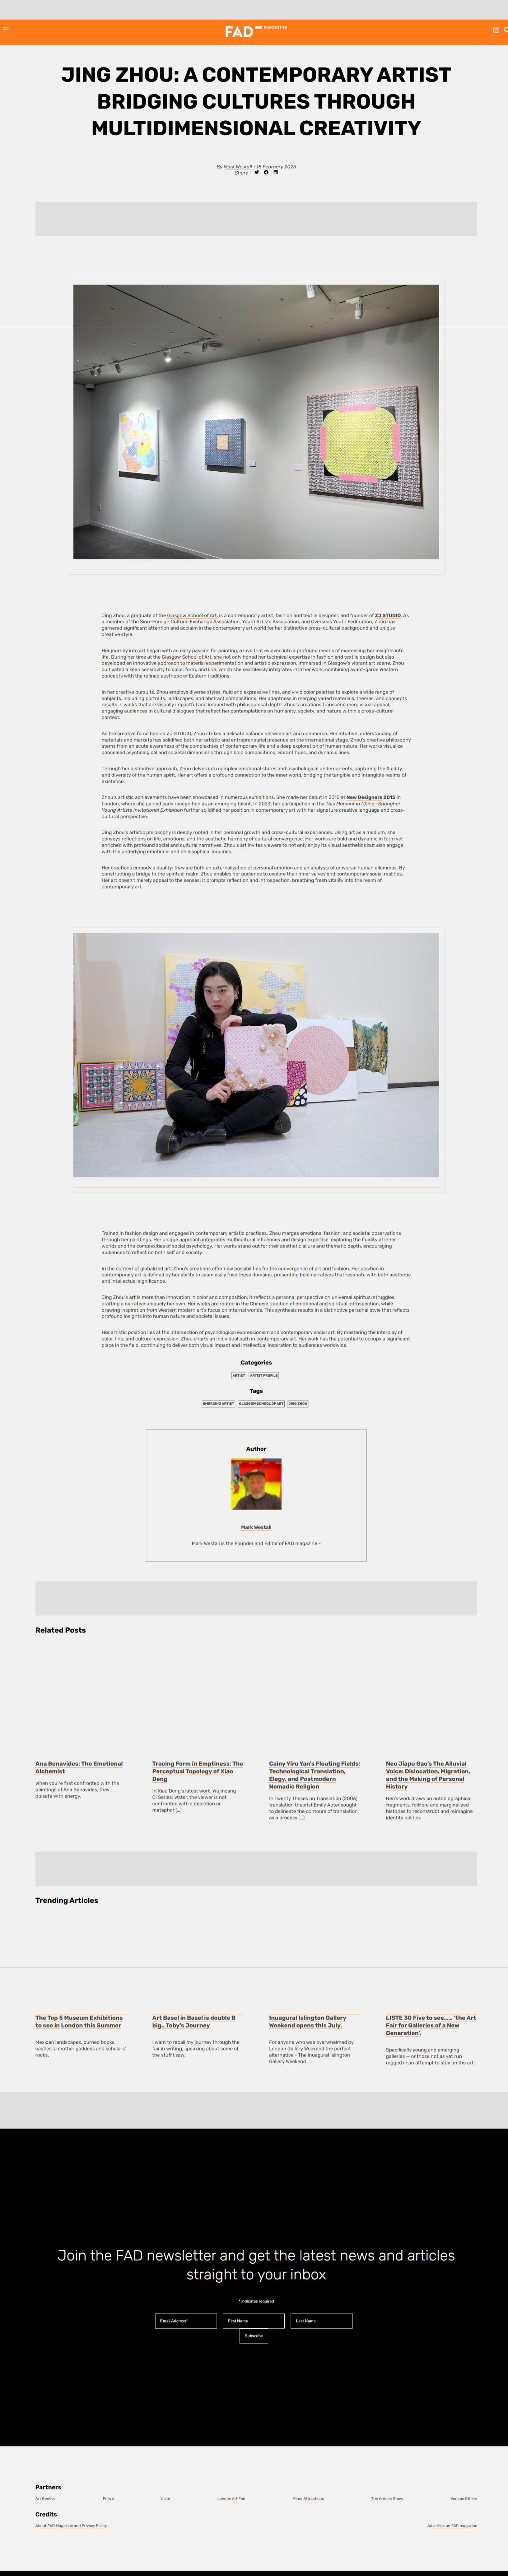 FAD magazine
JING ZHOU: A CONTEMPORARY ARTIST
BRIDGING CULTURES THROUGH
MULTIDIMENSIONAL CREATIVITY
By Mark Westall • 18 February 2025
Share –
Jing Zhou, a graduate of the Glasgow School of Art, is a contemporary artist, fashion and textile designer, and founder of ZJ STUDIO. As
a member of the Sino-Foreign Cultural Exchange Association, Youth Artists Association, and Overseas Youth Federation, Zhou has
garnered significant attention and acclaim in the contemporary art world for her distinctive cross-cultural background and unique
creative style.
Her journey into art began with an early passion for painting, a love that evolved into a profound means of expressing her insights into
life. During her time at the Glasgow School of Art, she not only honed her technical expertise in fashion and textile design but also
developed an innovative approach to material experimentation and artistic expression. Immersed in Glasgow's vibrant art scene, Zhou
cultivated a keen sensitivity to color, form, and line, which she seamlessly integrates into her work, combining avant-garde Western
concepts with the refined aesthetic of Eastern traditions.
In her creative pursuits, Zhou employs diverse styles, fluid and expressive lines, and vivid color palettes to explore a wide range of
subjects, including portraits, landscapes, and abstract compositions. Her adeptness in merging varied materials, themes, and concepts
results in works that are visually impactful and imbued with philosophical depth. Zhou's creations transcend mere visual appeal,
engaging audiences in cultural dialogues that reflect her contemplations on humanity, society, and nature within a cross-cultural
context.
As the creative force behind ZJ STUDIO, Zhou strikes a delicate balance between art and commerce. Her intuitive understanding of
materials and markets has solidified both her artistic and entrepreneurial presence on the international stage. Zhou's creative philosophy
stems from an acute awareness of the complexities of contemporary life and a deep exploration of human nature. Her works visualize
concealed psychological and social perspectives through bold compositions, vibrant hues, and dynamic lines.
Through her distinctive approach, Zhou delves into complex emotional states and psychological undercurrents, capturing the fluidity
and diversity of the human spirit. Her art offers a profound connection to the inner world, bridging the tangible and intangible realms of
existence.
Zhou's artistic achievements have been showcased in numerous exhibitions. She made her debut in 2015 at New Designers 2015 in
London, where she gained early recognition as an emerging talent. In 2023, her participation in the This Moment in China—Shanghai
Young Artists Invitational Exhibition further solidified her position in contemporary art with her signature creative language and cross-
cultural perspective.
Jing Zhou's artistic philosophy is deeply rooted in her personal growth and cross-cultural experiences. Using art as a medium, she
conveys reflections on life, emotions, and the aesthetic harmony of cultural convergence. Her works are bold and dynamic in form yet
enriched with profound social and cultural narratives. Zhou's art invites viewers to not only enjoy its visual aesthetics but also engage
with the underlying emotional and philosophical inquiries.
Her creations embody a duality: they are both an externalization of personal emotion and an analysis of universal human dilemmas. By
constructing a bridge to the spiritual realm, Zhou enables her audience to explore their inner selves and contemporary social realities.
Her art doesn't merely appeal to the senses; it prompts reflection and introspection, breathing fresh vitality into the realm of
contemporary art.
Trained in fashion design and engaged in contemporary artistic practices, Zhou merges emotions, fashion, and societal observations
through her paintings. Her unique approach integrates multicultural influences and design expertise, exploring the fluidity of inner
worlds and the complexities of social psychology. Her works stand out for their aesthetic allure and thematic depth, encouraging
audiences to reflect on both self and society.
In the context of globalized art, Zhou's creations offer new possibilities for the convergence of art and fashion. Her position in
contemporary art is defined by her ability to seamlessly fuse these domains, presenting bold narratives that resonate with both aesthetic
and intellectual significance.
Jing Zhou's art is more than innovation in color and composition; it reflects a personal perspective on universal spiritual struggles,
crafting a narrative uniquely her own. Her works are rooted in the Chinese tradition of emotional and spiritual introspection, while
drawing inspiration from Western modern art's focus on internal worlds. This synthesis results in a distinctive personal style that reflects
profound insights into human nature and societal issues.
Her artistic position lies at the intersection of psychological expressionism and contemporary social art. By mastering the interplay of
color, line, and cultural expression, Zhou charts an individual path in contemporary art. Her work has the potential to occupy a significant
place in the field, continuing to deliver both visual impact and intellectual inspiration to audiences worldwide.
Categories
ARTIST ARTIST PROFILE
Tags
EMERGING ARTIST GLASGOW SCHOOL OF ART JING ZHOU
Author
Mark Westall
Mark Westall is the Founder and Editor of FAD magazine -
Related Posts
Ana Benavides: The Emotional
Alchemist
When you're first confronted with the
paintings of Ana Benavides, they
pulsate with energy.
Tracing Form in Emptiness: The
Perceptual Topology of Xiao
Deng
In Xiao Deng's latest work, Wujincang –
Qi Series: Water, the viewer is not
confronted with a depiction or
metaphor […]
Cainy Yiru Yan's Floating Fields:
Technological Translation,
Elegy, and Postmodern
Nomadic Religion
In Twenty Theses on Translation (2006),
translation theorist Emily Apter sought
to delineate the contours of translation
as a process […]
Neo Jiapu Gao's The Alluvial
Voice: Dislocation, Migration,
and the Making of Personal
History
Neo's work draws on autobiographical
fragments, folklore and marginalized
histories to reconstruct and reimagine
identity politics
Trending Articles
The Top 5 Museum Exhibitions
to see in London this Summer
Mexican landscapes, burned books,
castles, a mother goddess and scholars'
rocks.
Art Basel in Basel is double B
big.. Toby's Journey
I want to recall my journey through the
fair in writing, speaking about some of
the stuff I saw.
Inuagural Islington Gallery
Weekend opens this July.
For anyone who was overwhelmed by
London Gallery Weekend the perfect
alternative - The Inuagural Islington
Gallery Weekend
LISTE 30 Five to see..... 'the Art
Fair for Galleries of a New
Generation'.
Specifically young and emerging
galleries — or those not as yet run
ragged in an attempt to stay on the art...
Join the FAD newsletter and get the latest news and articles
straight to your inbox
* indicates required
Email Address* First Name Last Name
Subscribe
Partners
Art Genève Frieze Liste London Art Fair Minor Attractions The Armory Show Various Others
Credits
About FAD Magazine and Privacy Policy Advertise on FAD magazine